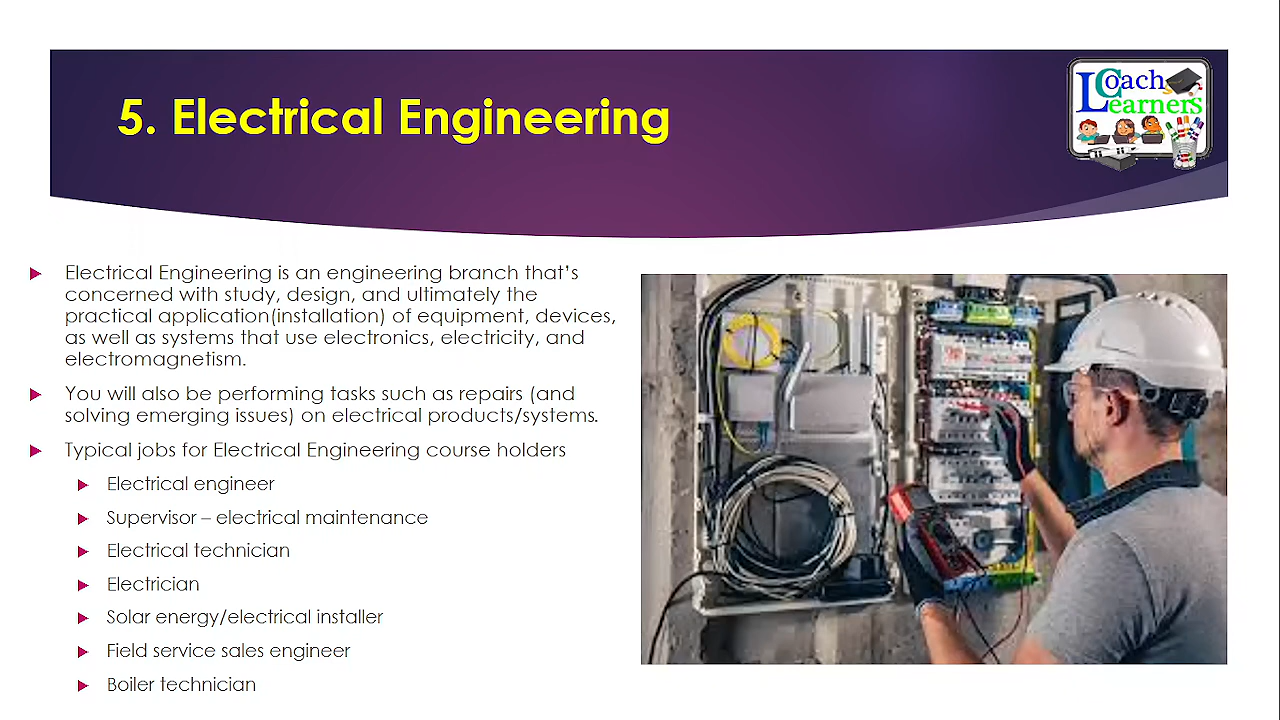 5. Electrical Engineering
Coach
Learners
Electrical Engineering is an engineering branch that's
concerned with study, design, and ultimately the
practical application (installation) of equipment, devices,
as well as systems that use electronics, electricity, and
electromagnetism.
You will also be performing tasks such as repairs (and
solving emerging issues) on electrical products/systems.
Typical jobs for Electrical Engineering course holders
Electrical engineer
Supervisor – electrical maintenance
Electrical technician
Electrician
Solar energy/electrical installer
Field service sales engineer
Boiler technician